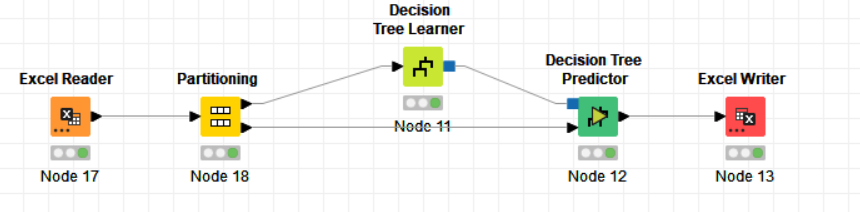 Decision
Tree Learner
Excel Reader
Partitioning
Decision Tree
Predictor
Excel Writer
Node 11
Node 17
Node 18
Node 12
Node 13